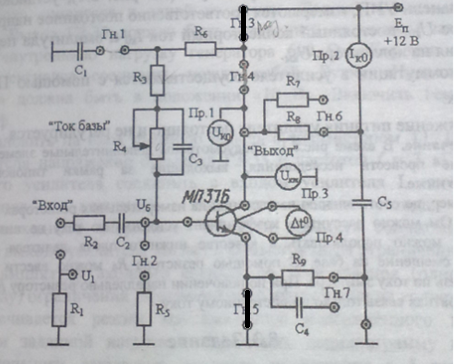 Гн.3
Eп
+12 В
Гн.1
R6
C1
Пр.2
Iк0
Гн.4
R3
Пр.1
R7
"Ток базы"
Uк0
R8
Гн.6
R4
C3
"Выход"
Пр.3
МП37Б
C5
"Вход"
Uб
Δt°
R2
C2
Пр.4
U1
Гн.2
R9
R1
R5
Гн.5
C4
Гн.7